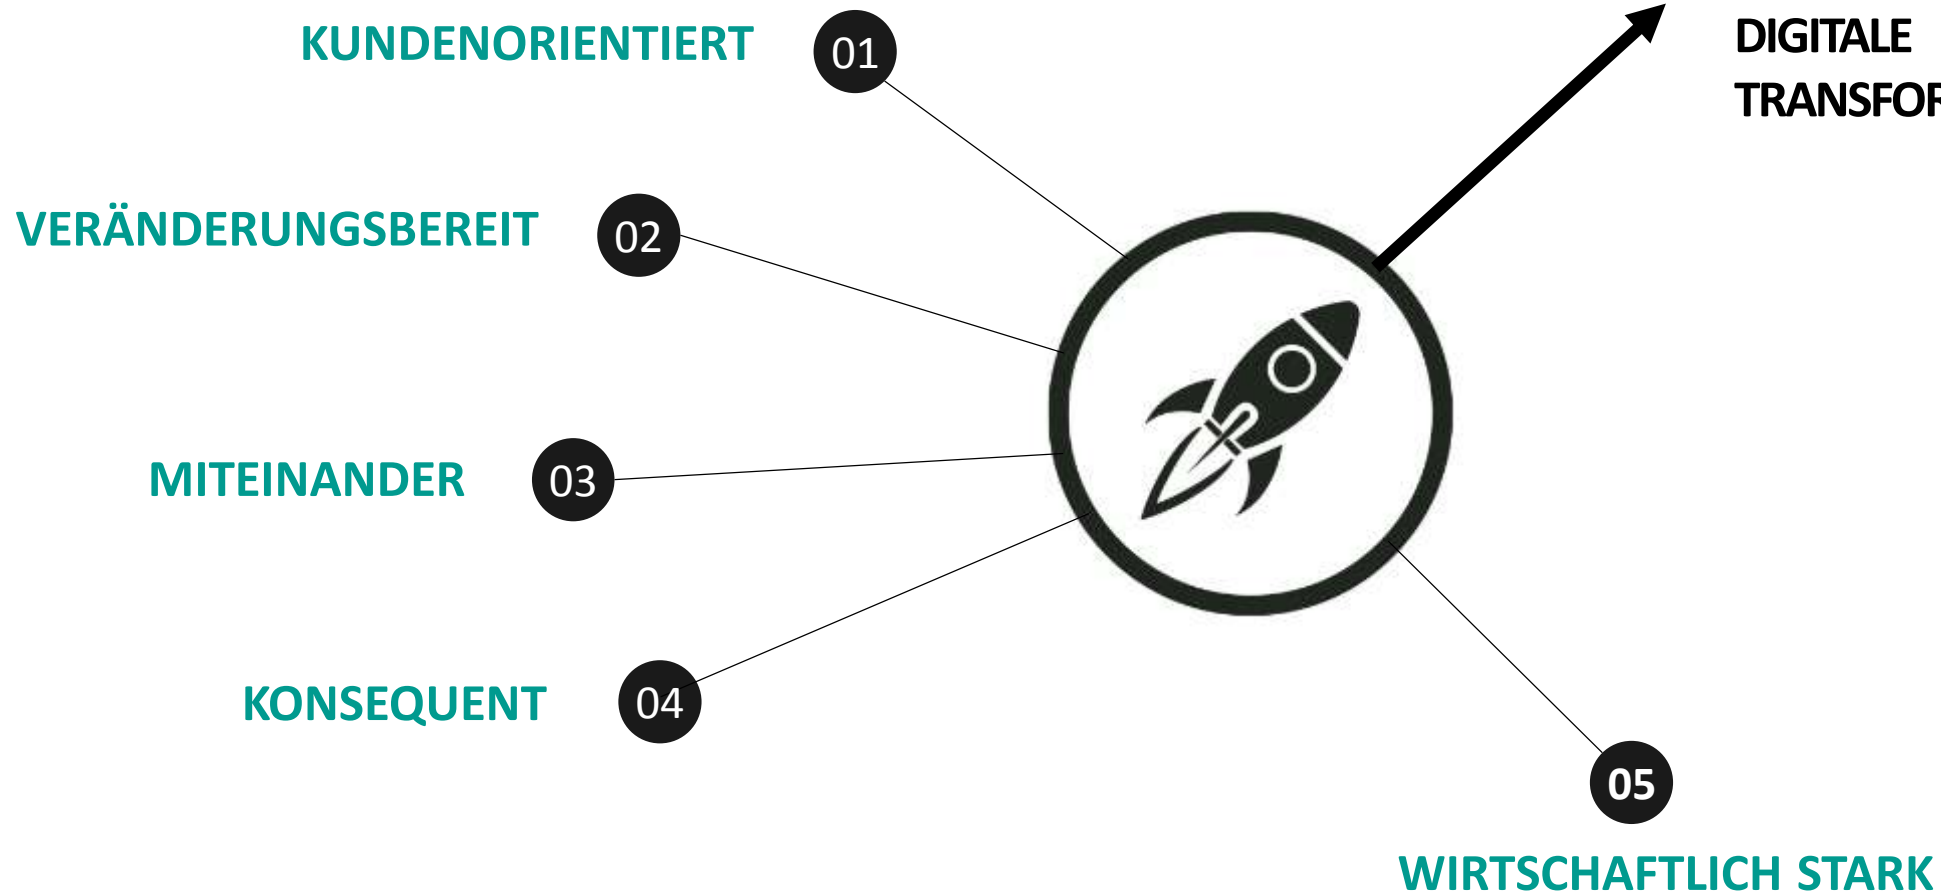 KUNDENORIENTIERT 01
DIGITALE
VERÄNDERUNGSBEREIT 02
MITEINANDER 03
KONSEQUENT 04
05
WIRTSCHAFTLICH STARK